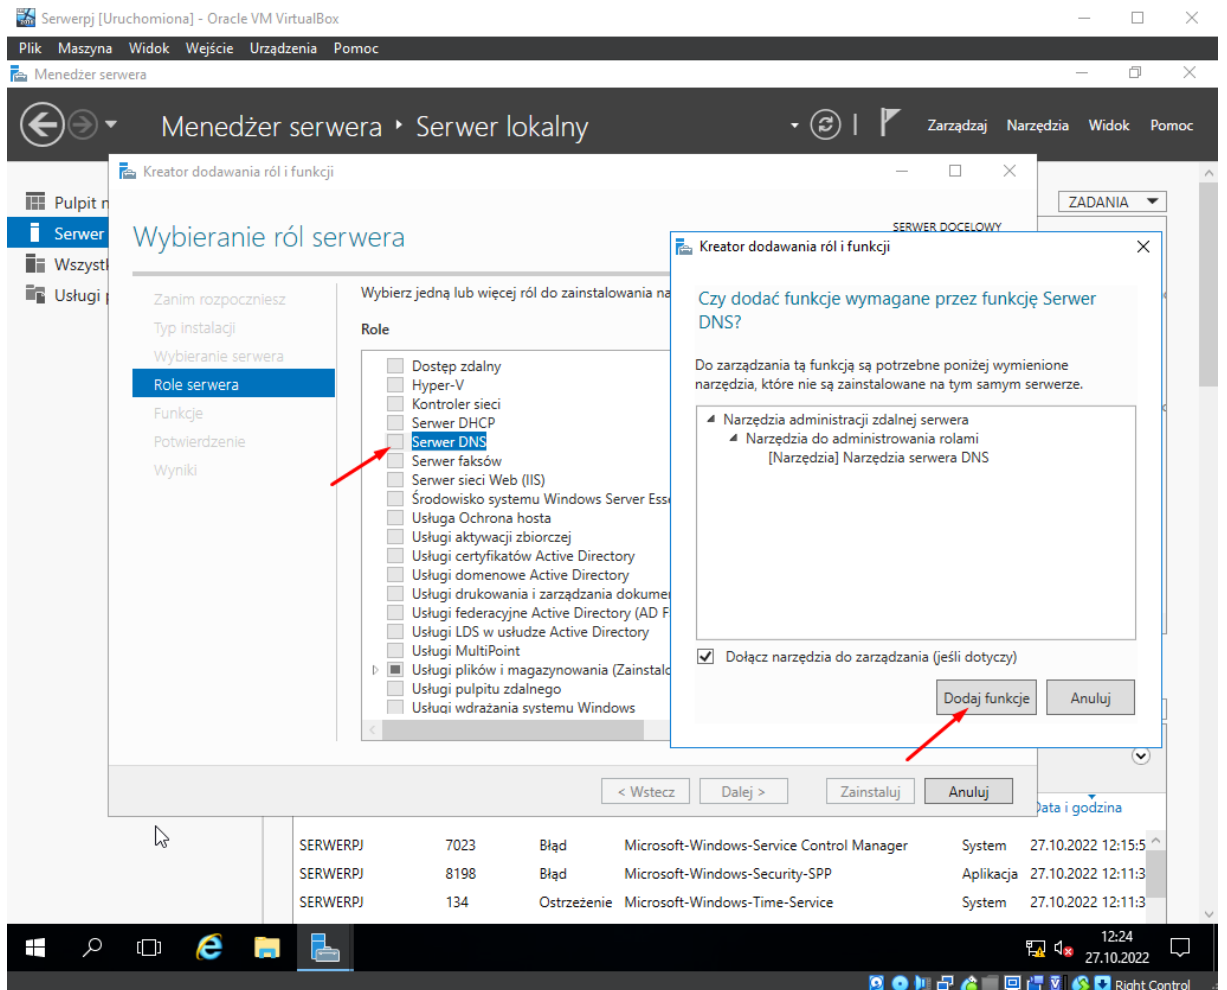 Serwerpj [Uruchomiona] - Oracle VM VirtualBox
Plik Maszyna Widok Wejście Urządzenia Pomoc
Menedżer serwera
Menedżer serwera Serwer lokalny
Zarządzaj Narzędzia Widok Pomoc
Kreator dodawania ról i funkcji
Pulpit n
Serwer
Wszystk
Usługi
ZADANIA
Wybieranie ról serwera
SERWER DOCELOWY
Zanim rozpoczniesz
Typ instalacji
Wybieranie serwera
Role serwera
Funkcje
Potwierdzenie
Wyniki
Wybierz jedną lub więcej ról do zainstalowania na
Role
Dostęp zdalny
Hyper-V
Kontroler sieci
Serwer DHCP
Serwer DNS
Serwer faksów
Serwer sieci Web (IIS)
Środowisko systemu Windows Server Esse
Usługa Ochrona hosta
Usługi aktywacji zbiorczej
Usługi certyfikatów Active Directory
Usługi domenowe Active Directory
Usługi drukowania i zarządzania dokumen
Usługi federacyjne Active Directory (AD F
Usługi LDS w usłudze Active Directory
Usługi MultiPoint
Usługi plików i magazynowania (Zainstalo
Usługi pulpitu zdalnego
Usługi wdrażania systemu Windows
Kreator dodawania ról i funkcji
Czy dodać funkcje wymagane przez funkcję Serwer
DNS?
Do zarządzania tą funkcją są potrzebne poniżej wymienione
narzędzia, które nie są zainstalowane na tym samym serwerze.
Narzędzia administracji zdalnej serwera
Narzędzia do administrowania rolami
[Narzędzia] Narzędzia serwera DNS
Dołącz narzędzia do zarządzania (jeśli dotyczy)
Dodaj funkcje Anuluj
< Wstecz Dalej > Zainstaluj Anuluj
Data i godzina
SERWERPJ 7023 Błąd Microsoft-Windows-Service Control Manager System 27.10.2022 12:15:5
SERWERPJ 8198 Błąd Microsoft-Windows-Security-SPP Aplikacja 27.10.2022 12:11:3
SERWERPJ 134 Ostrzeżenie Microsoft-Windows-Time-Service System 27.10.2022 12:11:3
12:24
27.10.2022
Right Control